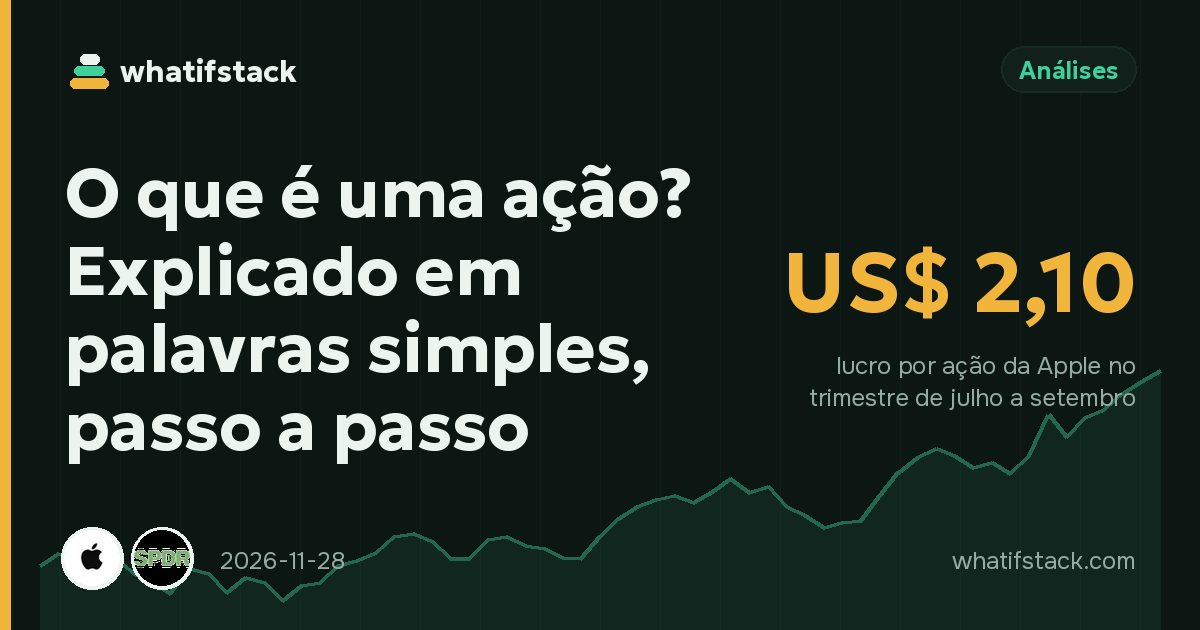 whatifstack
Análises
O que é uma ação?
Explicado em
palavras simples,
passo a passo
US$ 2,10
lucro por ação da Apple no
trimestre de julho a setembro
SPDR
2026-11-28
whatifstack.com